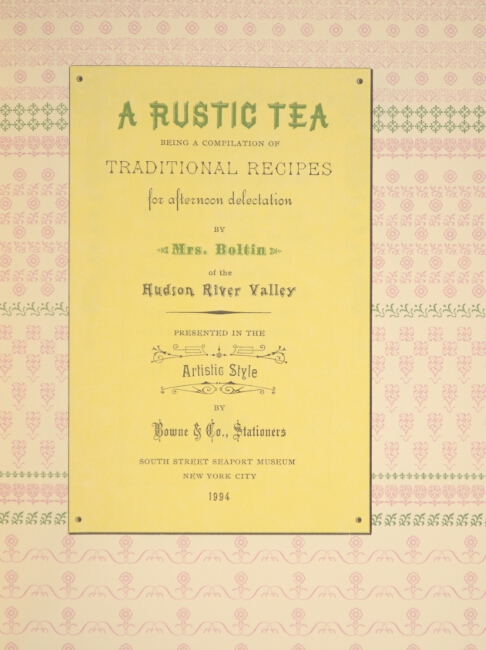 A RUSTIC TEA
BEING A COMPILATION OF
TRADITIONAL RECIPES
for afternoon delectation
BY
Mrs. Boltin
of the
Hudson River Valley
PRESENTED IN THE
Artistic Style
BY
Bowne & Co., Stationers
SOUTH STREET SEAPORT MUSEUM
NEW YORK CITY
1994